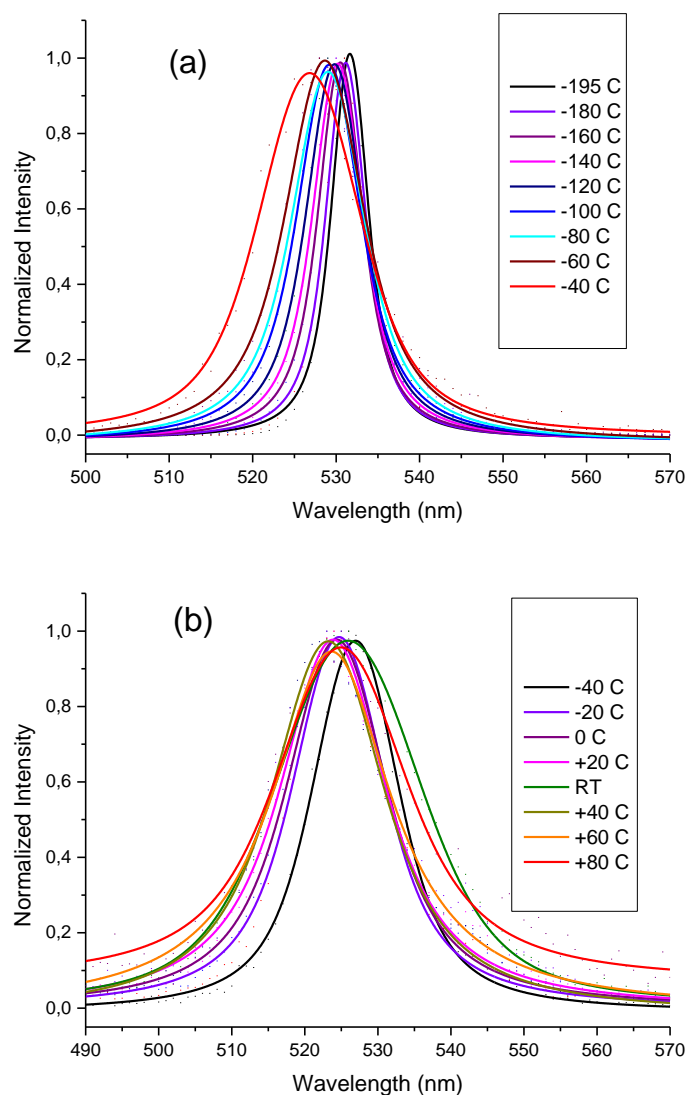 (a)
1,0
0,8
0,6
0,4
0,2
0,0
Normalized Intensity
500 510 520 530 540 550 560 570
Wavelength (nm)
-195 C
-180 C
-160 C
-140 C
-120 C
-100 C
-80 C
-60 C
-40 C
(b)
1,0
0,8
0,6
0,4
0,2
0,0
Normalized Intensity
490 500 510 520 530 540 550 560 570
Wavelength (nm)
-40 C
-20 C
0 C
+20 C
RT
+40 C
+60 C
+80 C